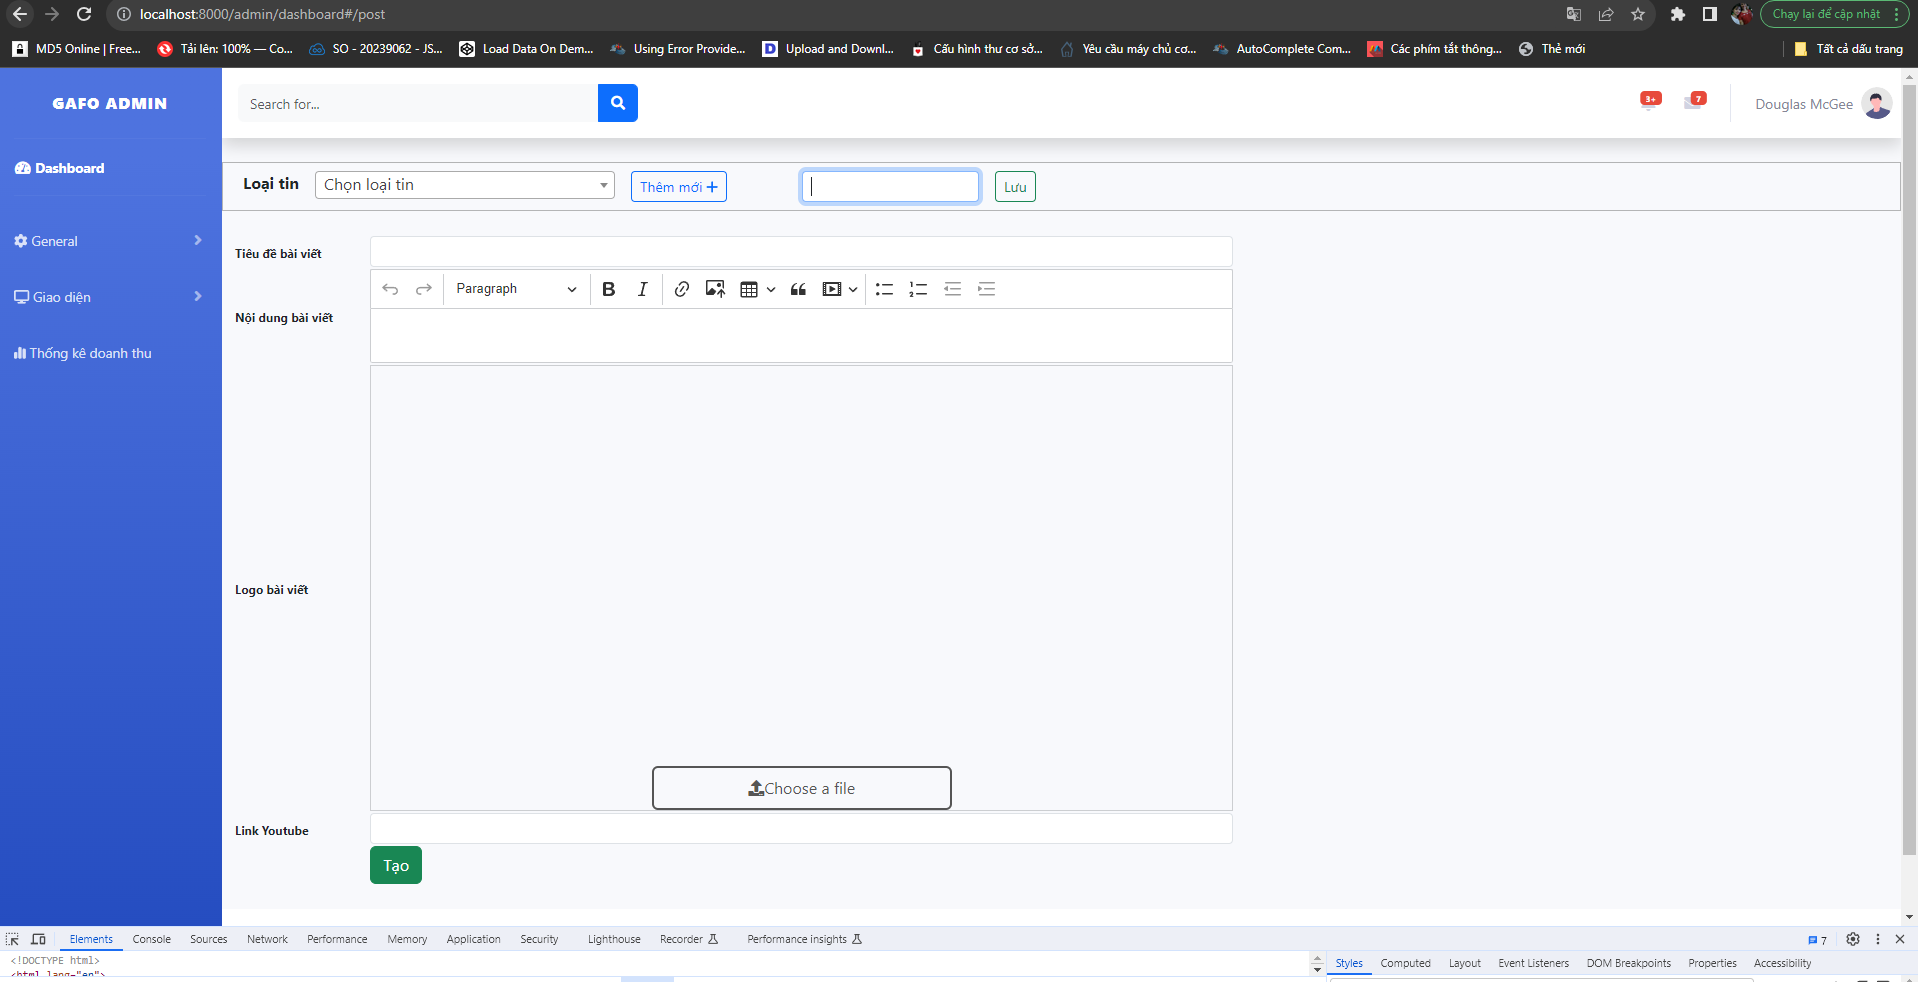 localhost:8000/admin/dashboard#/post
Chạy lại để cập nhật
MD5 Online | Free... Tải lên: 100% — Co... SO - 20239062 - JS... Load Data On Dem... Using Error Provide... Upload and Downl... Cấu hình thư cơ sở... Yêu cầu máy chủ cơ... AutoComplete Com... Các phím tắt thông... Thẻ mới Tất cả dấu trang
GAFO ADMIN
Search for...
3+ 7 Douglas McGee
Dashboard
Loại tin Chọn loại tin Thêm mới + Lưu
General
Tiêu đề bài viết
Paragraph B I
Giao diện
Nội dung bài viết
Thống kê doanh thu
Logo bài viết
Choose a file
Link Youtube
Tạo
Elements Console Sources Network Performance Memory Application Security Lighthouse Recorder Performance insights 7
<!DOCTYPE html>
<html lang="en">
Styles Computed Layout Event Listeners DOM Breakpoints Properties Accessibility